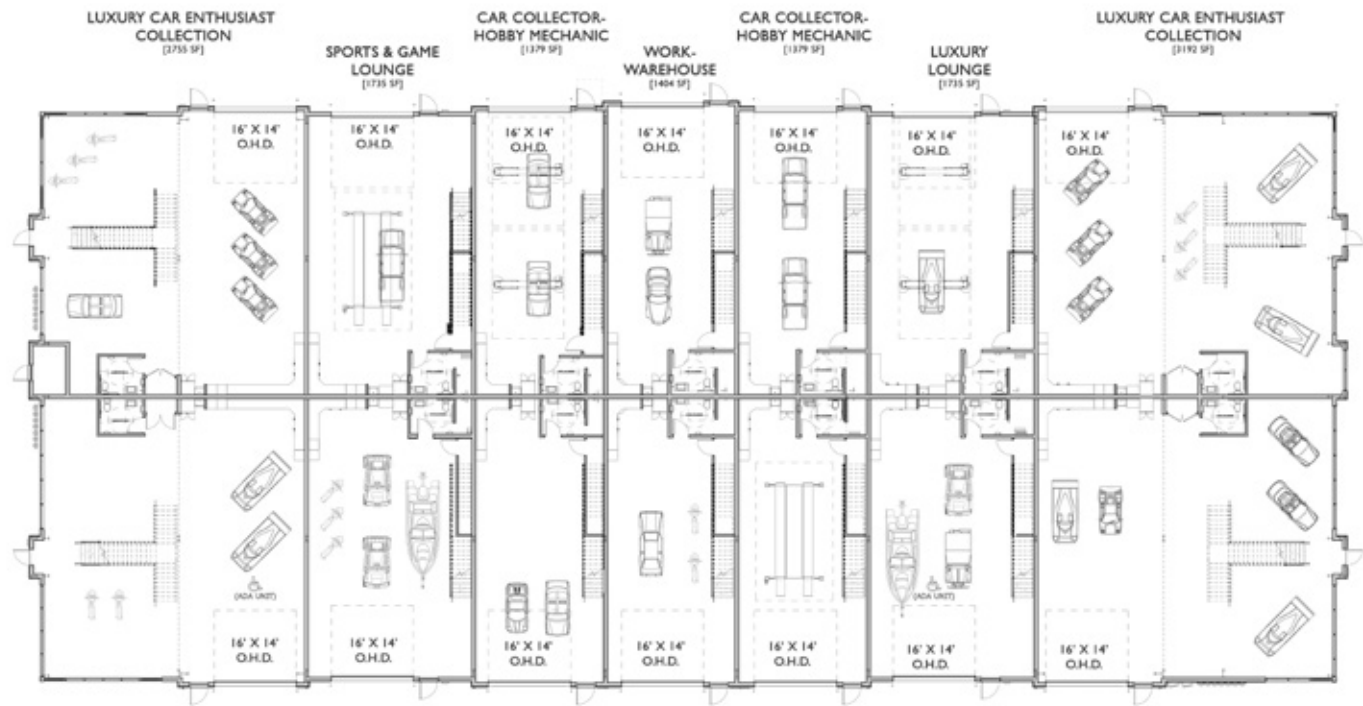 LUXURY CAR ENTHUSIAST
COLLECTION
[2755 SF]
SPORTS & GAME
LOUNGE
[1735 SF]
CAR COLLECTOR-
HOBBY MECHANIC
[1379 SF]
WORK-
WAREHOUSE
[1404 SF]
CAR COLLECTOR-
HOBBY MECHANIC
[1379 SF]
LUXURY
LOUNGE
[1735 SF]
LUXURY CAR ENTHUSIAST
COLLECTION
[3192 SF]
16' X 14'
O.H.D.
16' X 14'
O.H.D.
16' X 14'
O.H.D.
16' X 14'
O.H.D.
16' X 14'
O.H.D.
16' X 14'
O.H.D.
16' X 14'
O.H.D.
(ADA UNIT)
(ADA UNIT)
16' X 14'
O.H.D.
16' X 14'
O.H.D.
16' X 14'
O.H.D.
16' X 14'
O.H.D.
16' X 14'
O.H.D.
16' X 14'
O.H.D.
16' X 14'
O.H.D.